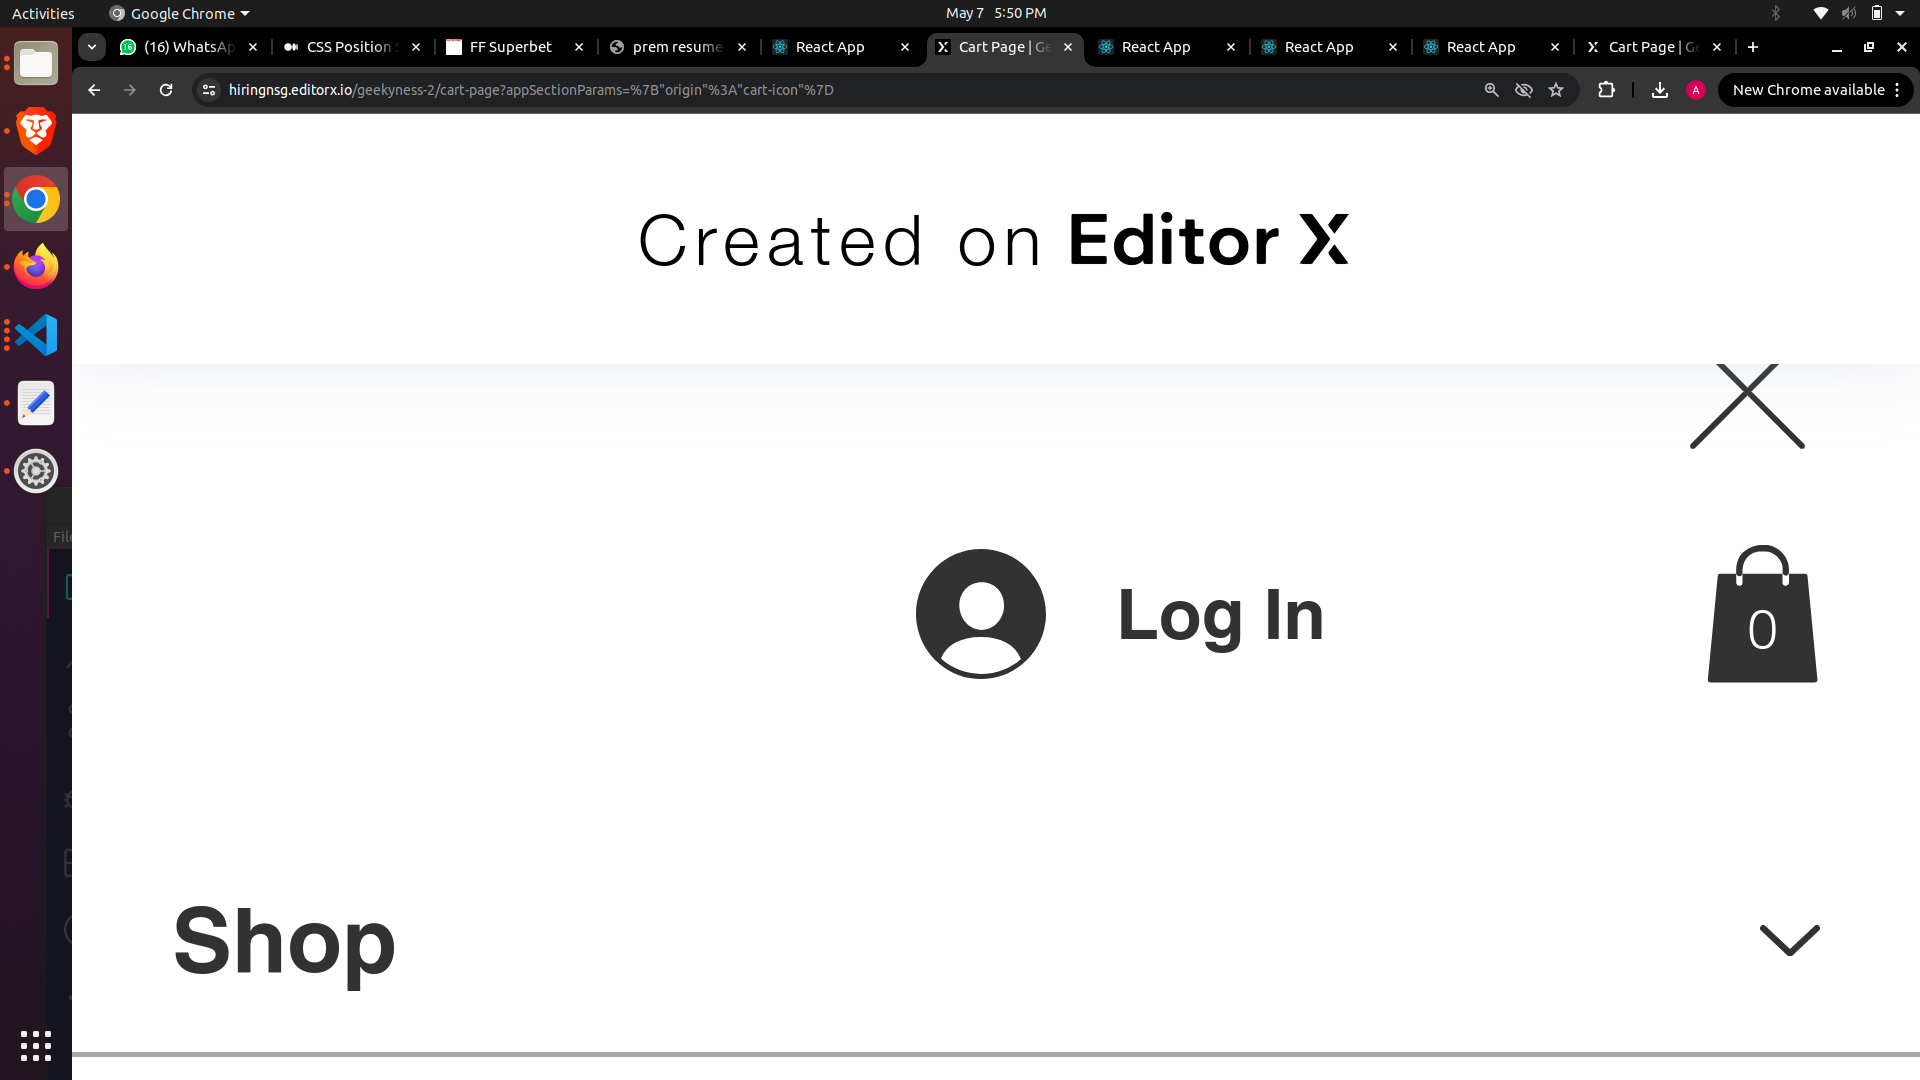 Activities Google Chrome May 7 5:50 PM
(16) WhatsAp CSS Position S FF Superbet prem resume React App Cart Page | Ge React App React App React App Cart Page | Ge
hiringnsg.editorx.io/geekyness-2/cart-page?appSectionParams=%7B"origin"%3A"cart-icon"%7D A New Chrome available
Created on Editor X
File
Log In
0
Shop